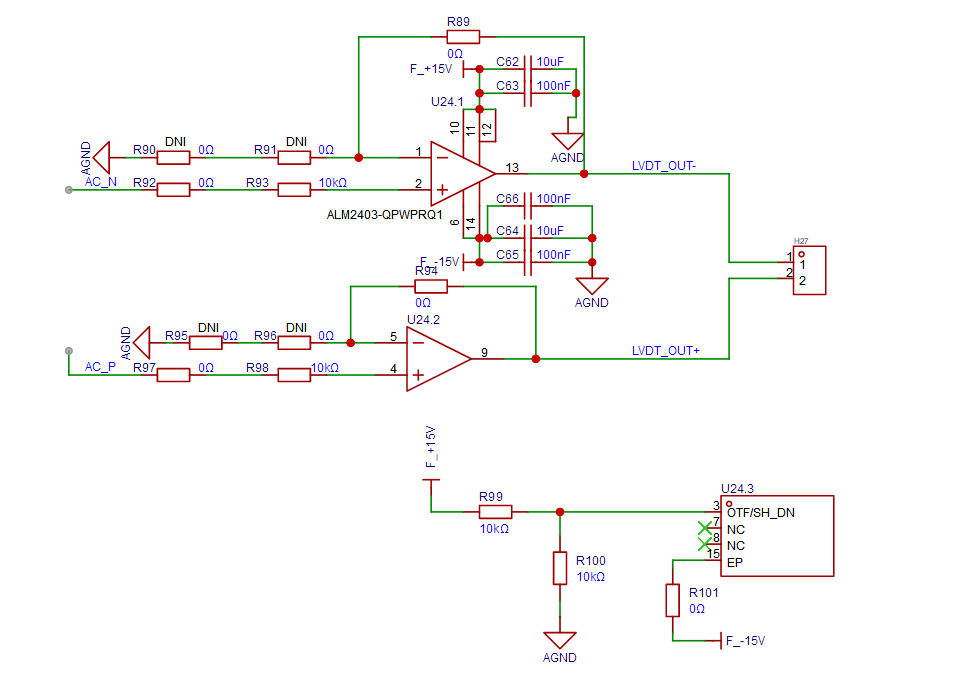 R89
0Ω
F_+15V
C62 10uF
C63 100nF
U24.1
10
11
12
AGND
AGND
R90 DNI 0Ω
R91 DNI 0Ω
1
AC_N
R92 0Ω
R93 10kΩ
2
13
LVDT_OUT-
ALM2403-QPWPRQ1
6
14
C66 100nF
C64 10uF
C65 100nF
F_-15V
AGND
H27
1 1
2 2
R94
0Ω
U24.2
AGND
R95 DNI 0Ω
R96 DNI 0Ω
5
AC_P
R97 0Ω
R98 10kΩ
4
9
LVDT_OUT+
F_+15V
R99
10kΩ
R100
10kΩ
AGND
U24.3
3 OTF/SH_DN
7 NC
8 NC
15 EP
R101
0Ω
F_-15V